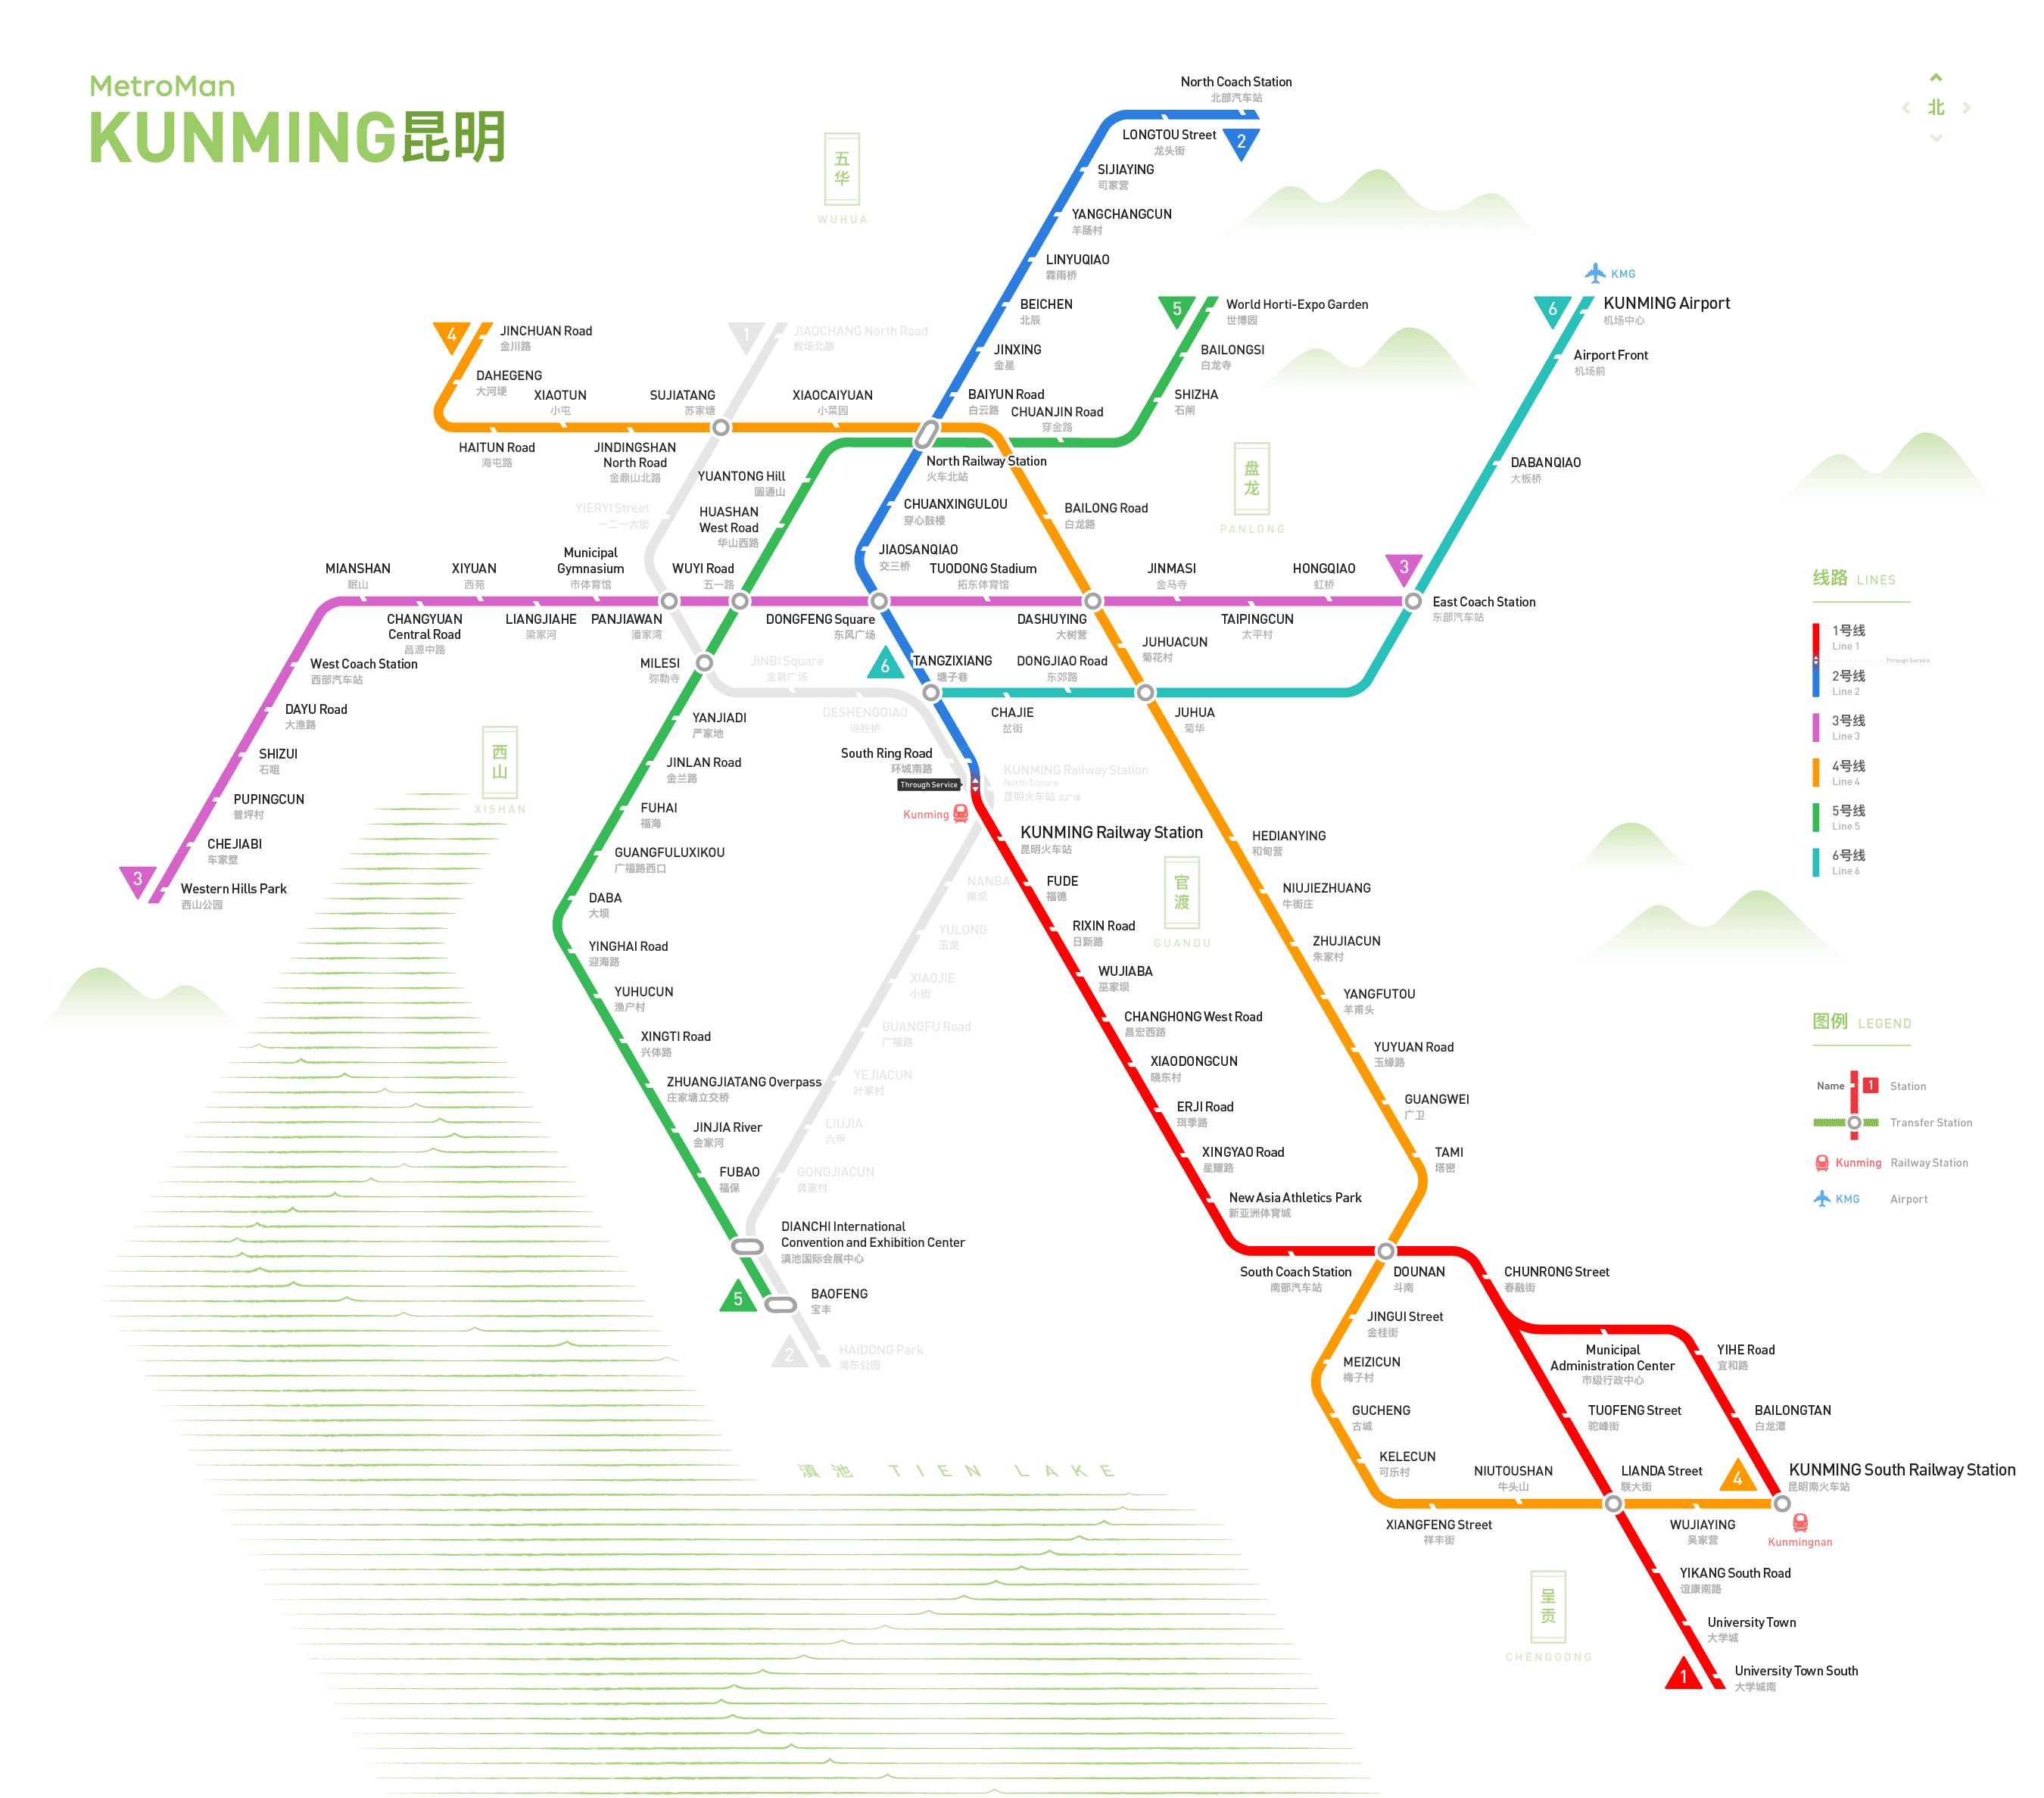 MetroMan
KUNMING昆明
北
五华
WUHUA
North Coach Station
北部汽车站
2
LONGTOU Street
龙头街
SIJIAYING
司家营
YANGCHANGCUN
羊肠村
LINYUQIAO
霖雨桥
BEICHEN
北辰
JINXING
金星
BAIYUN Road
白云路
5
World Horti-Expo Garden
世博园
BAILONGSI
白龙寺
SHIZHA
石闸
CHUANJIN Road
穿金路
KMG
6
KUNMING Airport
机场中心
Airport Front
机场前
DABANQIAO
大板桥
4
JINCHUAN Road
金川路
DAHEGENG
大河埂
HAITUN Road
海屯路
XIAOTUN
小屯
JINDINGSHAN
North Road
金鼎山北路
SUJIATANG
苏家塘
XIAOCAIYUAN
小菜园
1
JIAOCHANG North Road
教场北路
YIERYI Street
一二一大街
North Railway Station
火车北站
YUANTONG Hill
圆通山
HUASHAN
West Road
华山西路
CHUANXINGULOU
穿心鼓楼
JIAOSANQIAO
交三桥
BAILONG Road
白龙路
盘龙
PANLONG
MIANSHAN
眠山
CHANGYUAN
Central Road
昌源中路
XIYUAN
西苑
LIANGJIAHE
梁家河
Municipal
Gymnasium
市体育馆
PANJIAWAN
潘家湾
WUYI Road
五一路
DONGFENG Square
东风广场
TUODONG Stadium
拓东体育馆
DASHUYING
大树营
JINMASI
金马寺
TAIPINGCUN
太平村
HONGQIAO
虹桥
3
East Coach Station
东部汽车站
West Coach Station
西部汽车站
DAYU Road
大渔路
SHIZUI
石咀
PUPINGCUN
普坪村
CHEJIABI
车家壁
3
Western Hills Park
西山公园
西山
XISHAN
MILESI
弥勒寺
JINBI Square
金碧广场
DESHENGQIAO
得胜桥
6
TANGZIXIANG
塘子巷
DONGJIAO Road
东郊路
CHAJIE
岔街
JUHUACUN
菊花村
JUHUA
菊华
YANJIADI
严家地
JINLAN Road
金兰路
FUHAI
福海
GUANGFULUXIKOU
广福路西口
DABA
大坝
YINGHAI Road
迎海路
YUHUCUN
渔户村
XINGTI Road
兴体路
ZHUANGJIATANG Overpass
庄家塘立交桥
JINJIA River
金家河
FUBAO
福保
DIANCHI International
Convention and Exhibition Center
滇池国际会展中心
5
BAOFENG
宝丰
2
HAIDONG Park
海东公园
South Ring Road
环城南路
Through Service
Kunming
KUNMING Railway Station
North Square
昆明火车站 北广场
NANBA
南坝
YULONG
玉龙
XIAOJIE
小街
GUANGFU Road
广福路
YEJIACUN
叶家村
LIUJIA
六甲
GONGJIACUN
龚家村
KUNMING Railway Station
昆明火车站
FUDE
福德
RIXIN Road
日新路
WUJIABA
巫家坝
CHANGHONG West Road
昌宏西路
XIAODONGCUN
晓东村
ERJI Road
珥季路
XINGYAO Road
星耀路
New Asia Athletics Park
新亚洲体育城
South Coach Station
南部汽车站
官渡
GUANDU
HEDIANYING
和甸营
NIUJIEZHUANG
牛街庄
ZHUJIACUN
朱家村
YANGFUTOU
羊甫头
YUYUAN Road
玉缘路
GUANGWEI
广卫
TAMI
塔密
DOUNAN
斗南
JINGUI Street
金桂街
MEIZICUN
梅子村
GUCHENG
古城
KELECUN
可乐村
XIANGFENG Street
祥丰街
NIUTOUSHAN
牛头山
LIANDA Street
联大街
WUJIAYING
吴家营
4
KUNMING South Railway Station
昆明南火车站
Kunmingnan
CHUNRONG Street
春融街
Municipal
Administration Center
市级行政中心
YIHE Road
宜和路
BAILONGTAN
白龙潭
TUOFENG Street
驼峰街
YIKANG South Road
谊康南路
University Town
大学城
1
University Town South
大学城南
呈贡
CHENGGONG
滇池 TIEN LAKE
线路 LINES
1号线
Line 1
Through Service
2号线
Line 2
3号线
Line 3
4号线
Line 4
5号线
Line 5
6号线
Line 6
图例 LEGEND
Name 1 Station
Transfer Station
Kunming Railway Station
KMG Airport